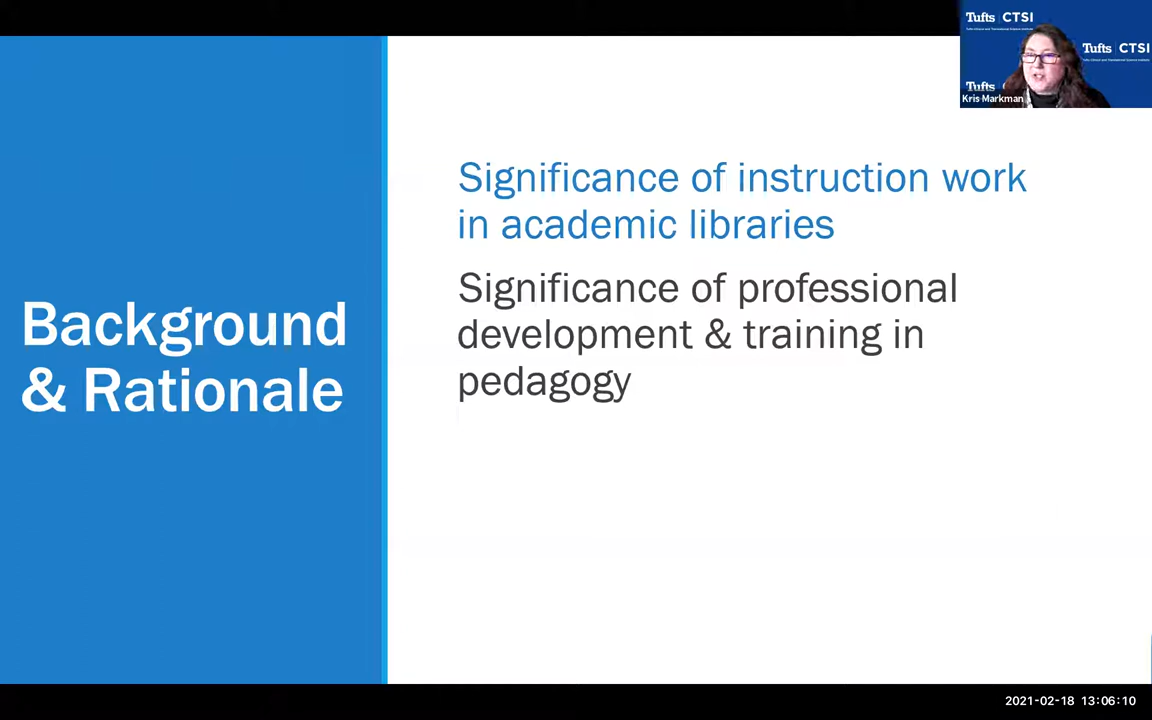 Tufts CTSI
Tufts CTSI
Tufts
Kris Markman
Significance of instruction work
in academic libraries
Significance of professional
development & training in
pedagogy
Background
& Rationale
2021-02-18 13:06:10